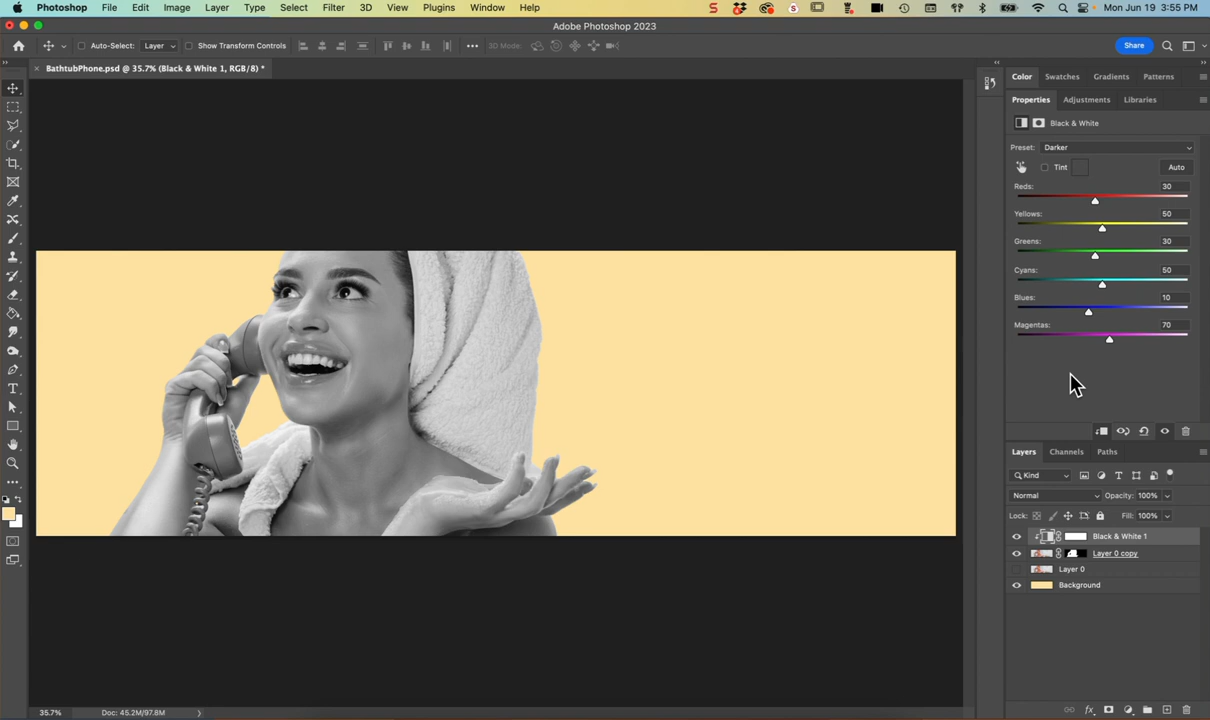 Photoshop File Edit Image Layer Type Select Filter 3D View Plugins Window Help Mon Jun 19 3:55 PM
Adobe Photoshop 2023
Auto-Select: Layer Show Transform Controls 3D Mode: Share
BathtubPhone.psd @ 35.7% (Black & White 1, RGB/8) *
Color Swatches Gradients Patterns
Properties Adjustments Libraries
Black & White
Preset: Darker
Tint Auto
Reds: 30
Yellows: 50
Greens: 30
Cyans: 50
Blues: 10
Magentas: 70
Layers Channels Paths
Kind
Normal Opacity: 100%
Lock: Fill: 100%
Black & White 1
Layer 0 copy
Layer 0
Background
35.7% Doc: 45.2M/97.8M